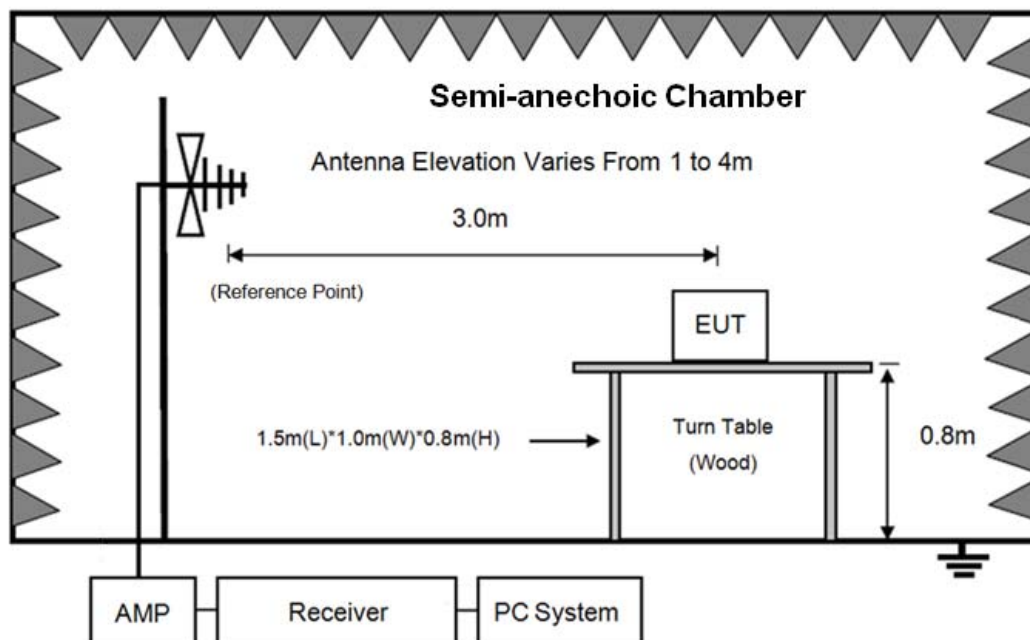 Semi-anechoic Chamber
Antenna Elevation Varies From 1 to 4m
3.0m
(Reference Point)
EUT
1.5m(L)*1.0m(W)*0.8m(H)
Turn Table
(Wood)
0.8m
AMP
Receiver
PC System